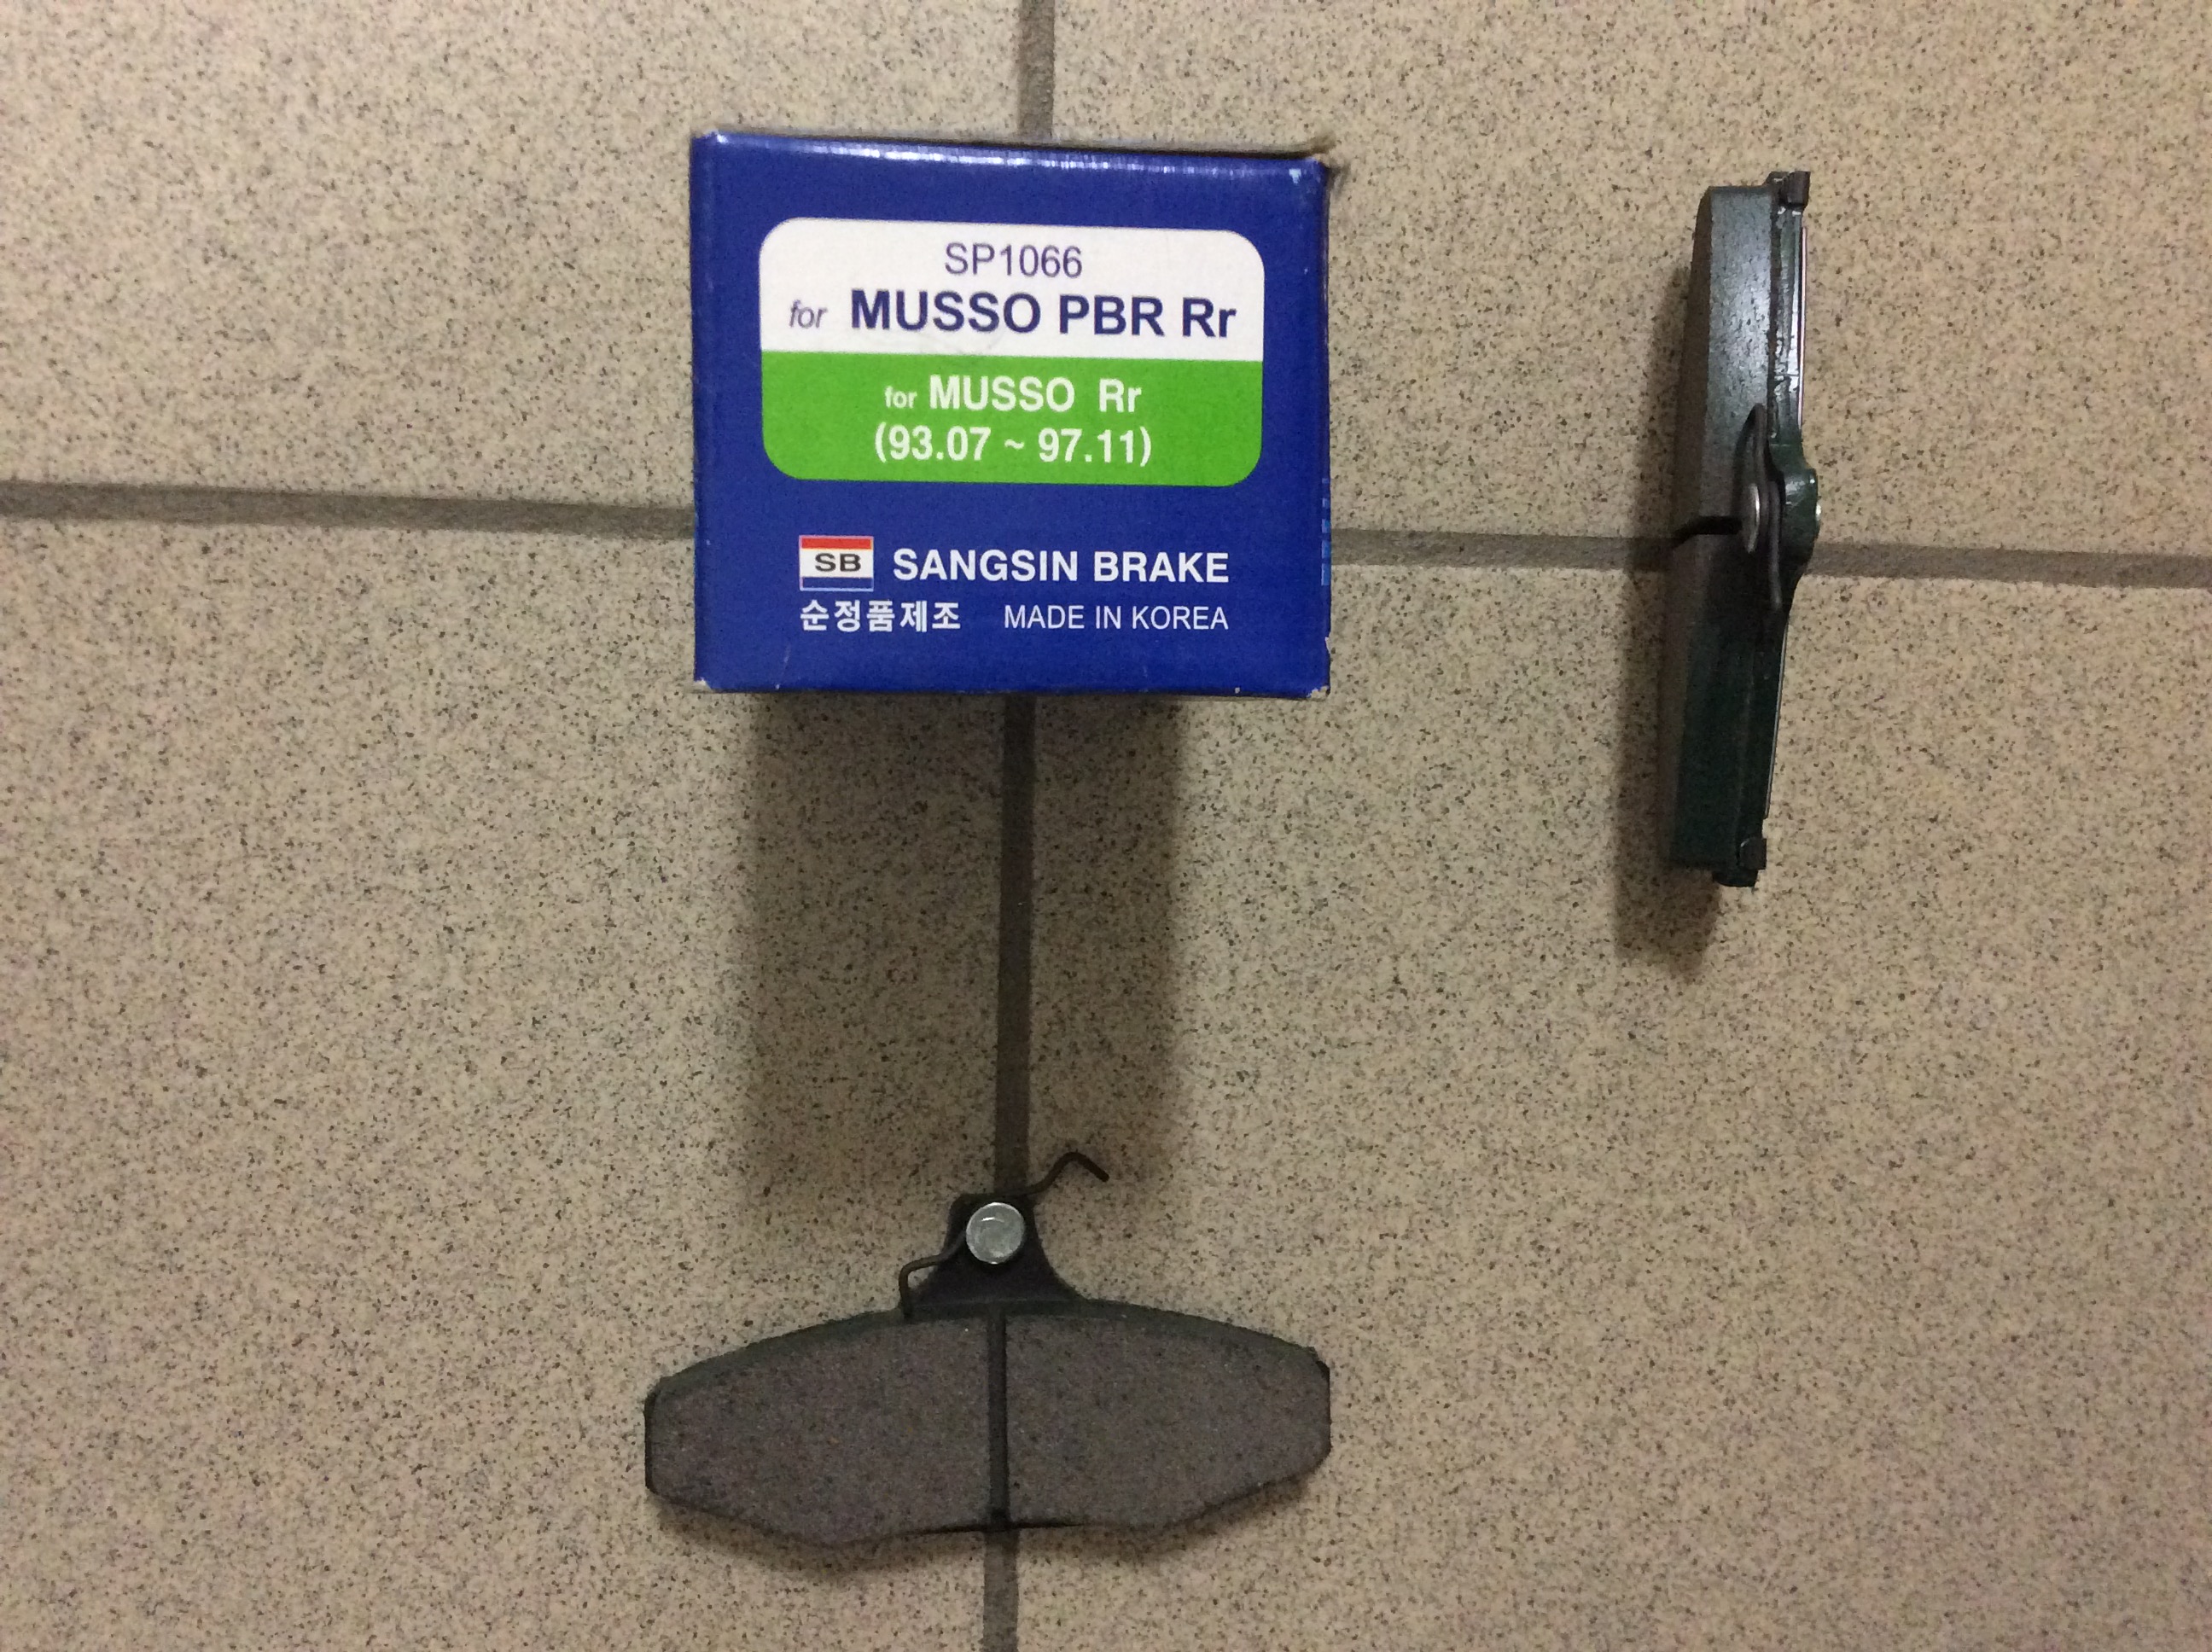 SP1066
for MUSSO PBR Rr
for MUSSO Rr
(93.07 ~ 97.11)
SB SANGSIN BRAKE
순정품제조 MADE IN KOREA